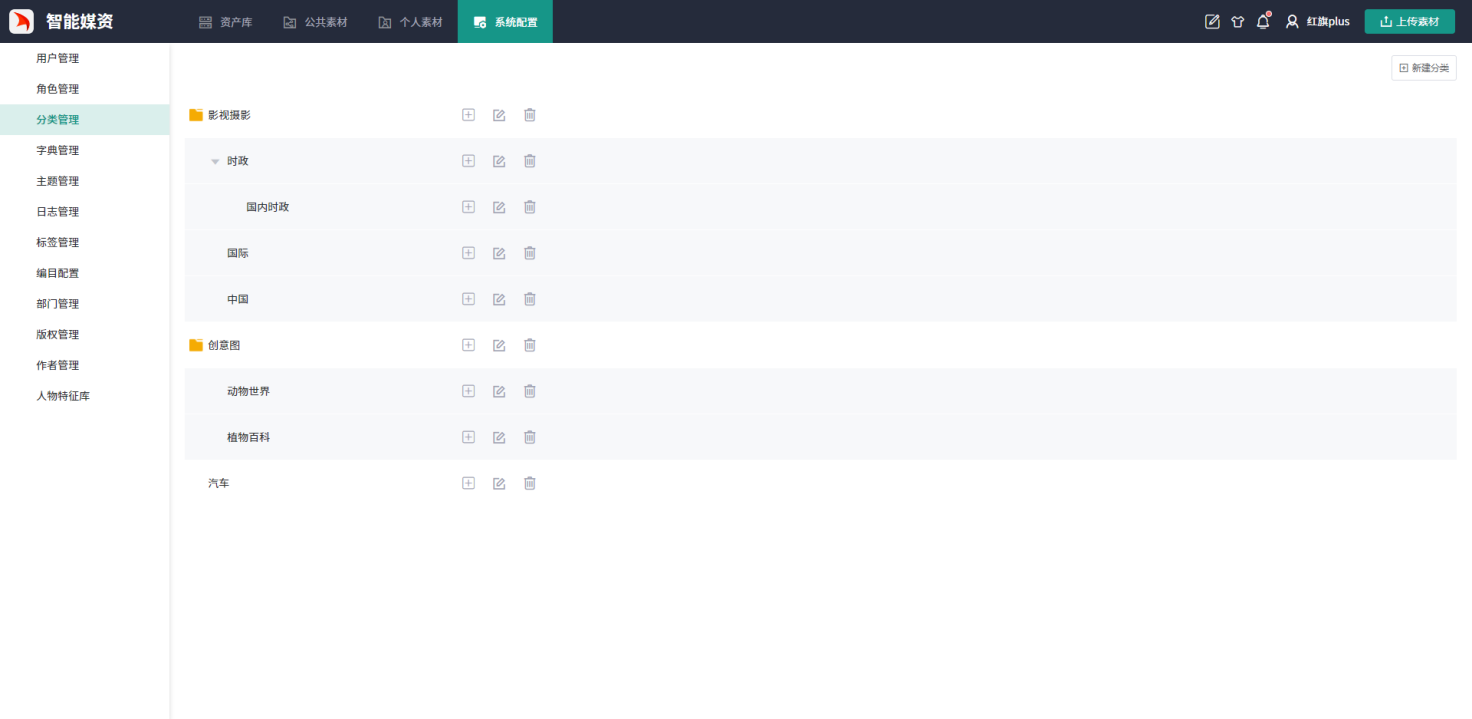 智能媒资
资产库
公共素材
个人素材
系统配置
红旗plus
上传素材
用户管理
角色管理
分类管理
字典管理
主题管理
日志管理
标签管理
编目配置
部门管理
版权管理
作者管理
人物特征库
新建分类
影视摄影
时政
国内时政
国际
中国
创意图
动物世界
植物百科
汽车